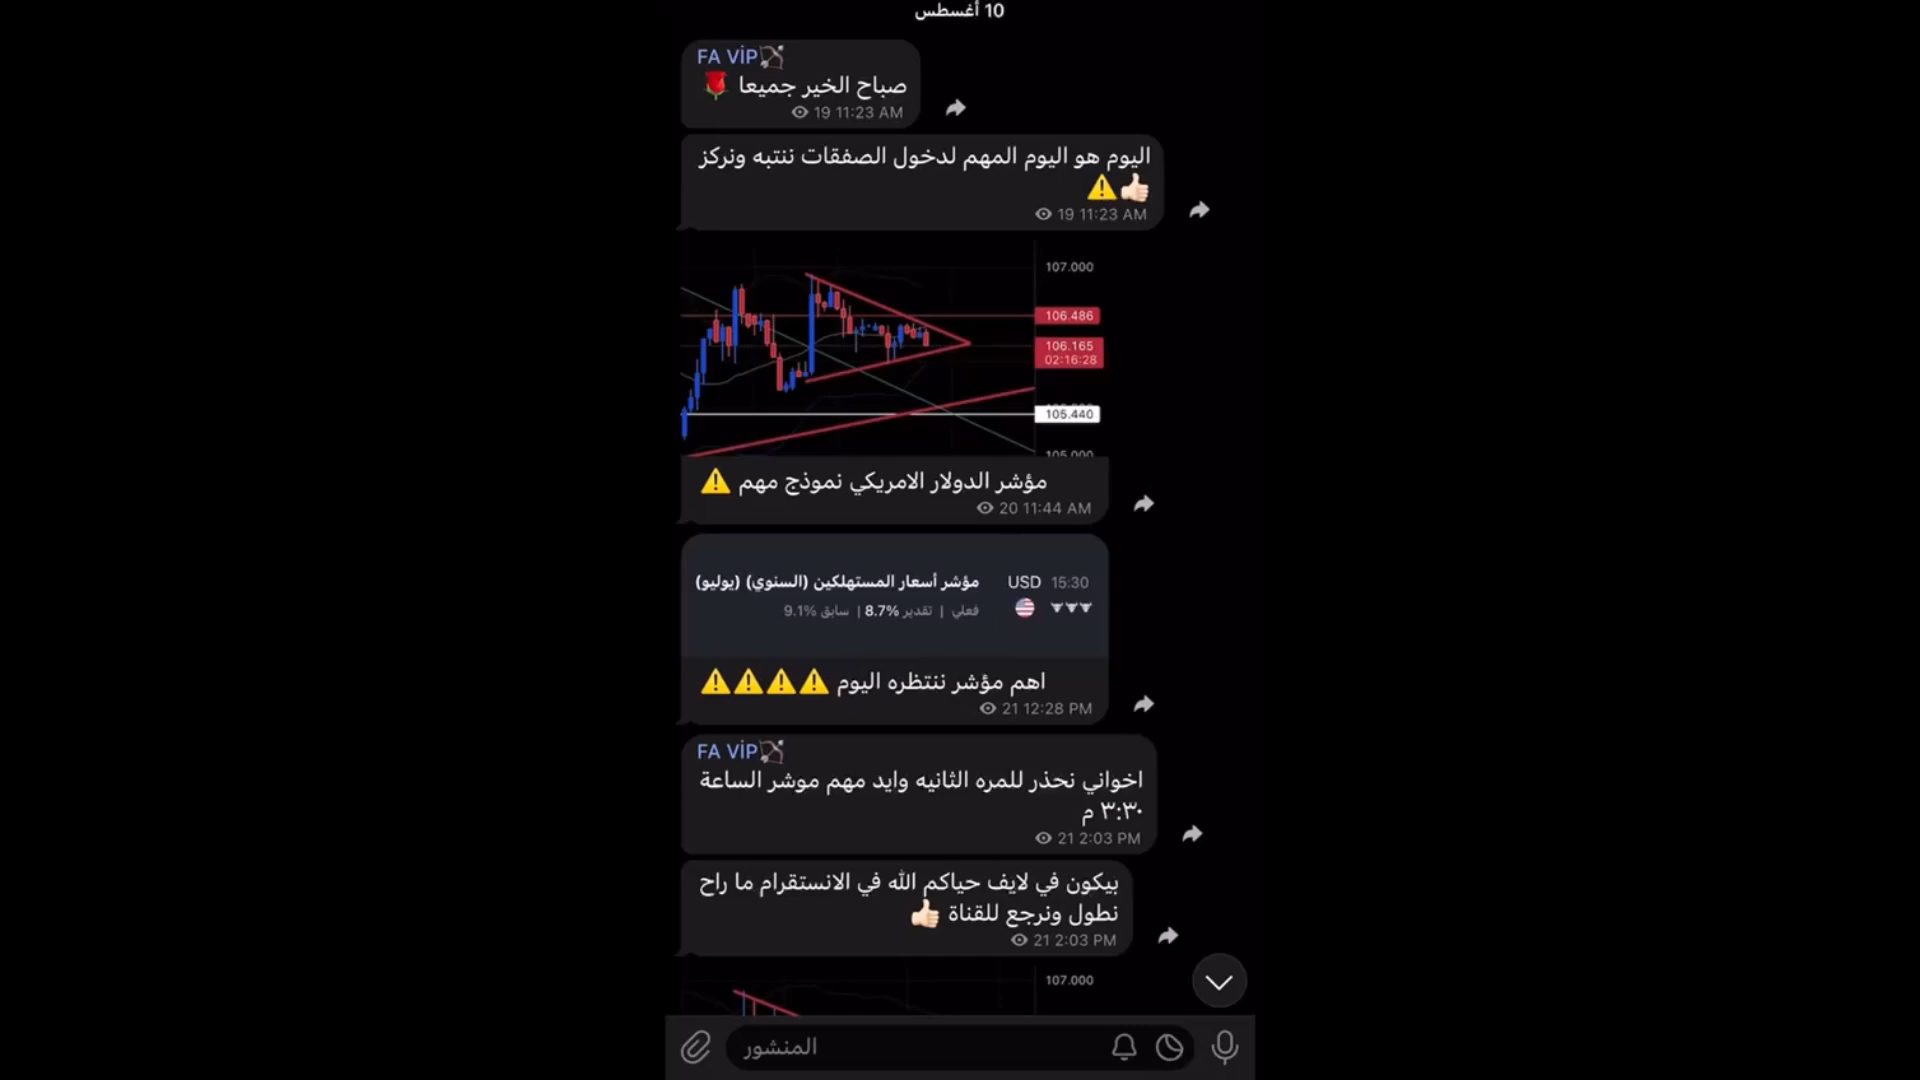 10 أغسطس
FA VİP🏹
صباح الخير جميعا 🌹
19 11:23 AM
اليوم هو اليوم المهم لدخول الصفقات ننتبه ونركز
👍🏻⚠️
19 11:23 AM
107.000
106.486
106.165
02:16:28
105.440
105.000
مؤشر الدولار الامريكي نموذج مهم ⚠️
20 11:44 AM
مؤشر أسعار المستهلكين (السنوي) (يوليو) USD 15:30
فعلي | تقدير 8.7% | سابق 9.1%
اهم مؤشر ننتظره اليوم ⚠️⚠️⚠️⚠️
21 12:28 PM
FA VİP🏹
اخواني نحذر للمره الثانيه وايد مهم موشر الساعة
٣:٣٠ م
21 2:03 PM
بيكون في لايف حياكم الله في الانستقرام ما راح
نطول ونرجع للقناة 👍🏻
21 2:03 PM
107.000
المنشور